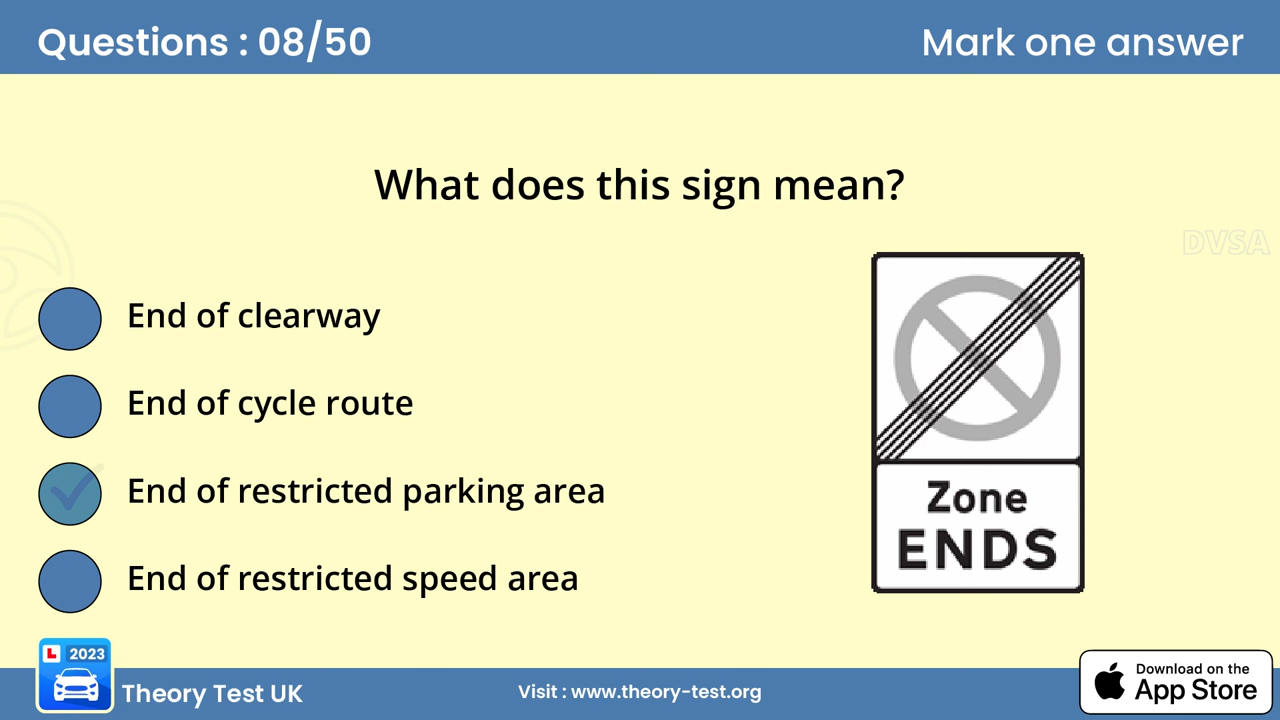 Questions : 08/50
Mark one answer
What does this sign mean?
DVSA
End of clearway
End of cycle route
End of restricted parking area
End of restricted speed area
Zone
ENDS
L 2023
Theory Test UK
Visit : www.theory-test.org
Download on the
App Store